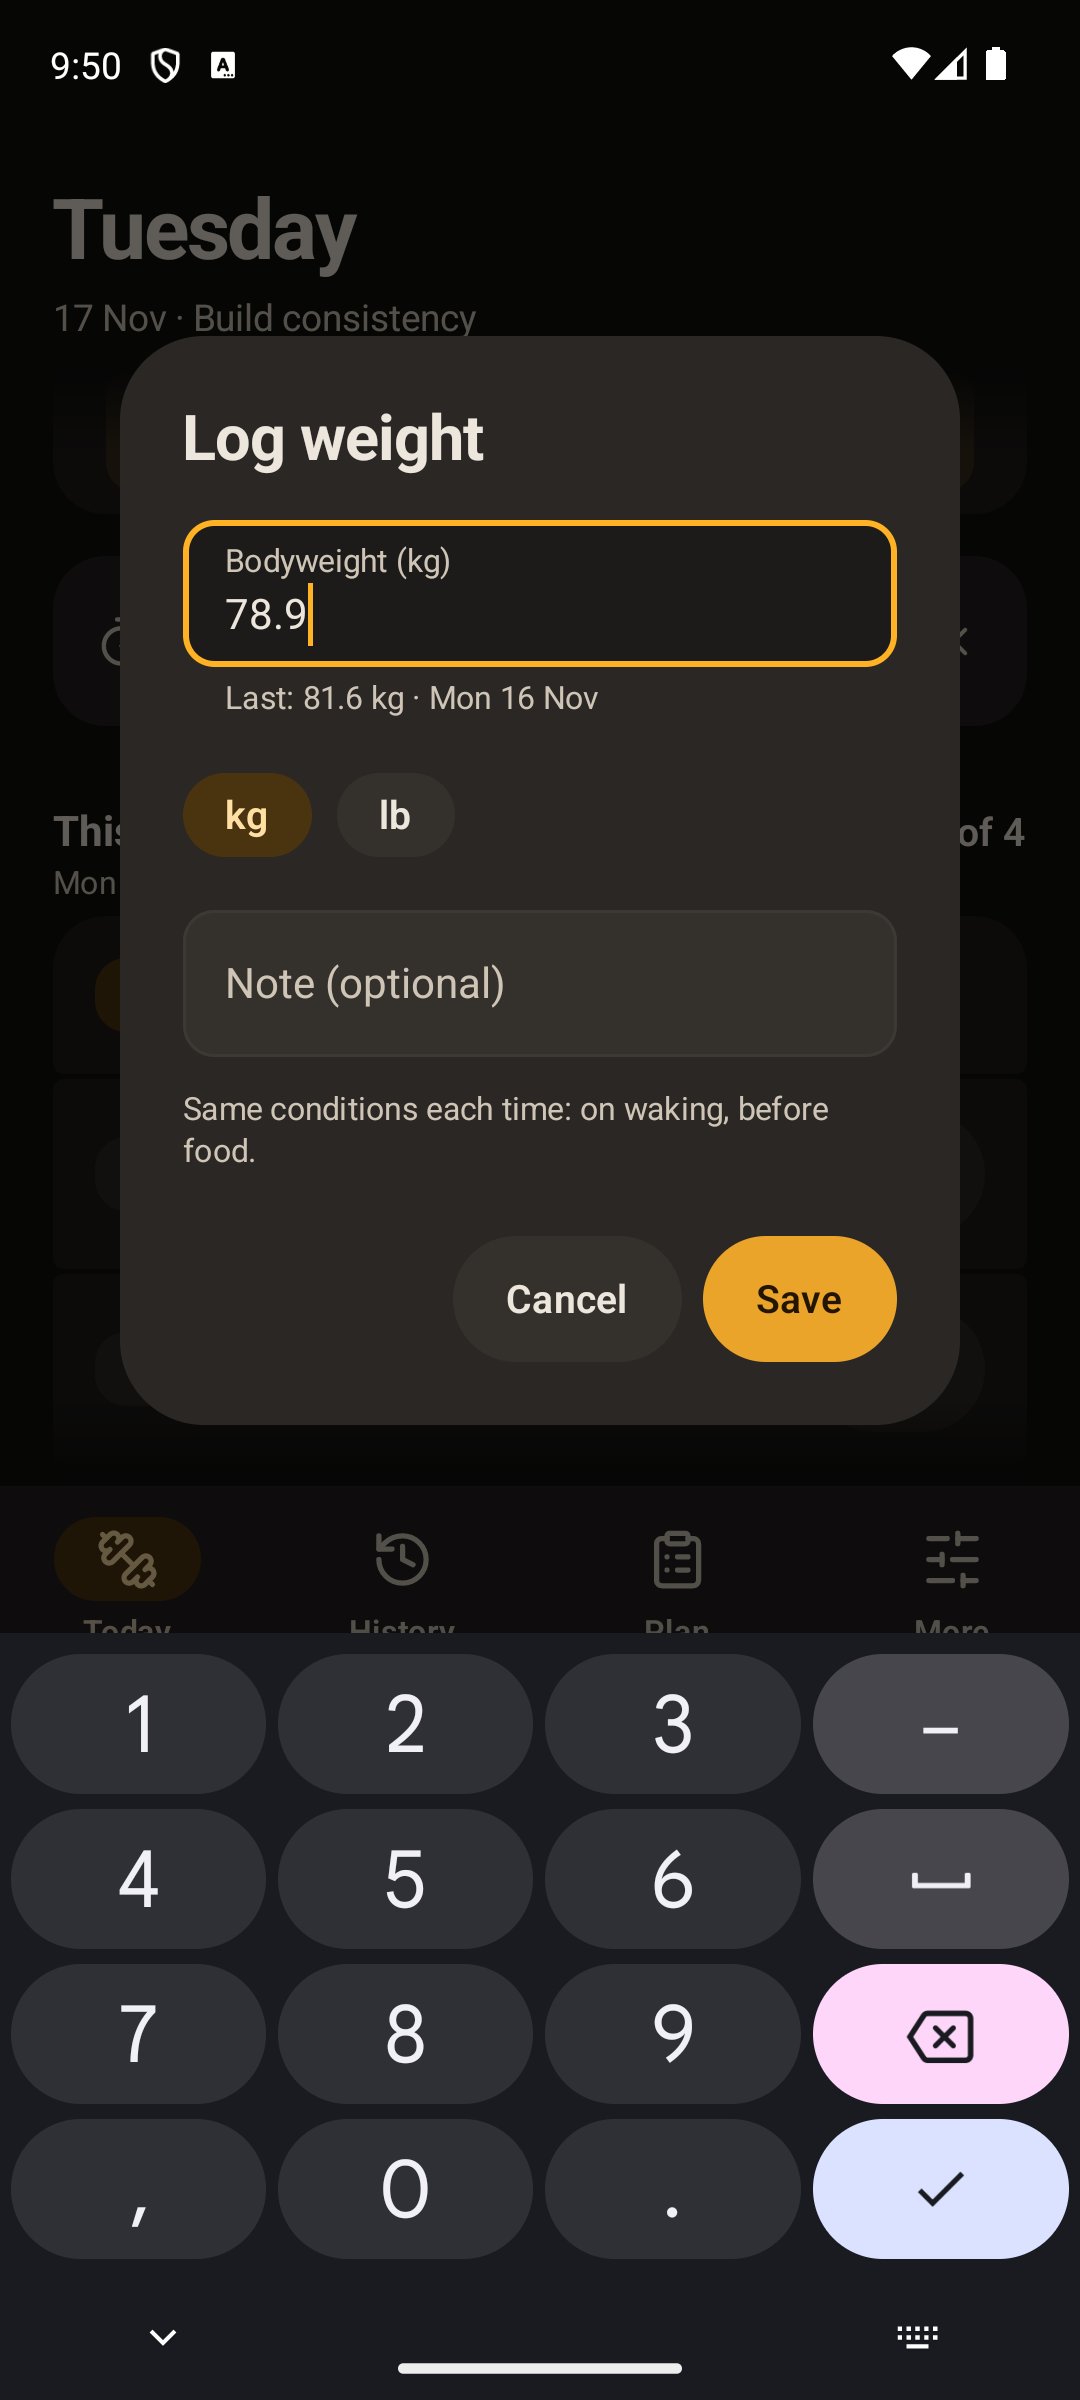 9:50
Tuesday
17 Nov · Build consistency
Log weight
Bodyweight (kg)
78.9
Last: 81.6 kg · Mon 16 Nov
kg lb
This of 4
Mon
Note (optional)
Same conditions each time: on waking, before
food.
Cancel Save
Today History Plan More
1 2 3 –
4 5 6
7 8 9
, 0 .